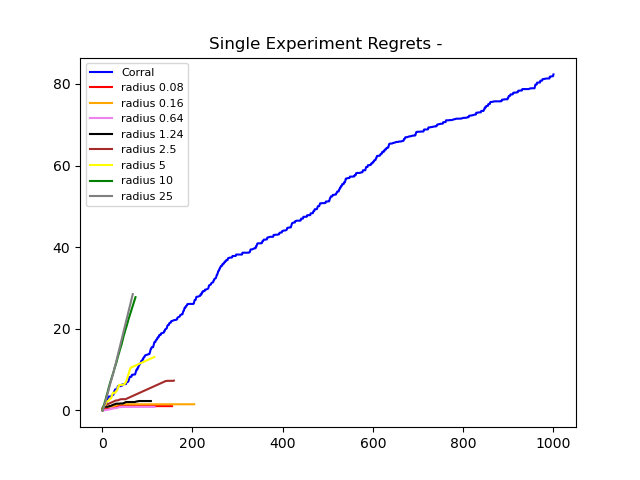 Single Experiment Regrets -
Corral
radius 0.08
radius 0.16
radius 0.64
radius 1.24
radius 2.5
radius 5
radius 10
radius 25
80
60
40
20
0
0 200 400 600 800 1000